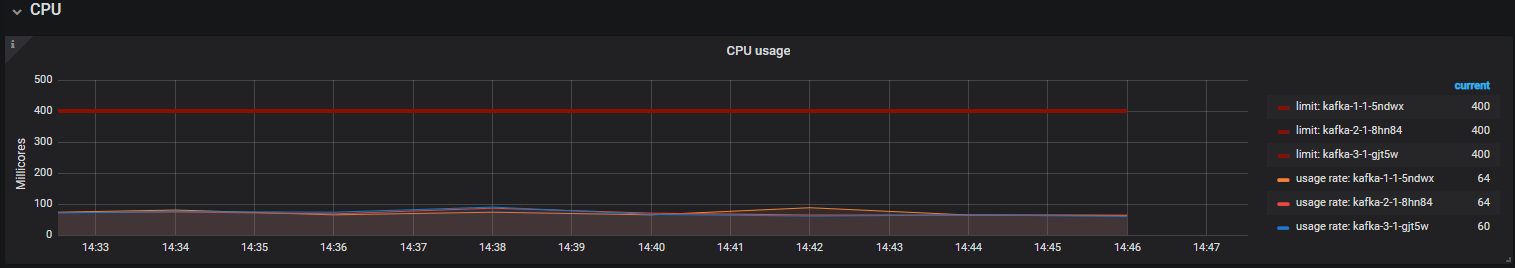 CPU
i
CPU usage
Millicores
500
400
300
200
100
0
14:33 14:34 14:35 14:36 14:37 14:38 14:39 14:40 14:41 14:42 14:43 14:44 14:45 14:46 14:47
current
limit: kafka-1-1-5ndwx 400
limit: kafka-2-1-8hn84 400
limit: kafka-3-1-gjt5w 400
usage rate: kafka-1-1-5ndwx 64
usage rate: kafka-2-1-8hn84 64
usage rate: kafka-3-1-gjt5w 60